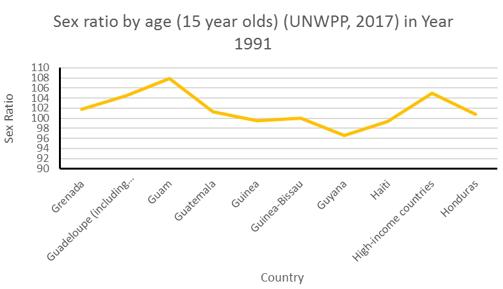 Sex ratio by age (15 year olds) (UNWPP, 2017) in Year
1991
Sex Ratio
110
108
106
104
102
100
98
96
94
92
90
Grenada
Guadeloupe (including...
Guam
Guatemala
Guinea
Guinea-Bissau
Guyana
Haiti
High-income countries
Honduras
Country